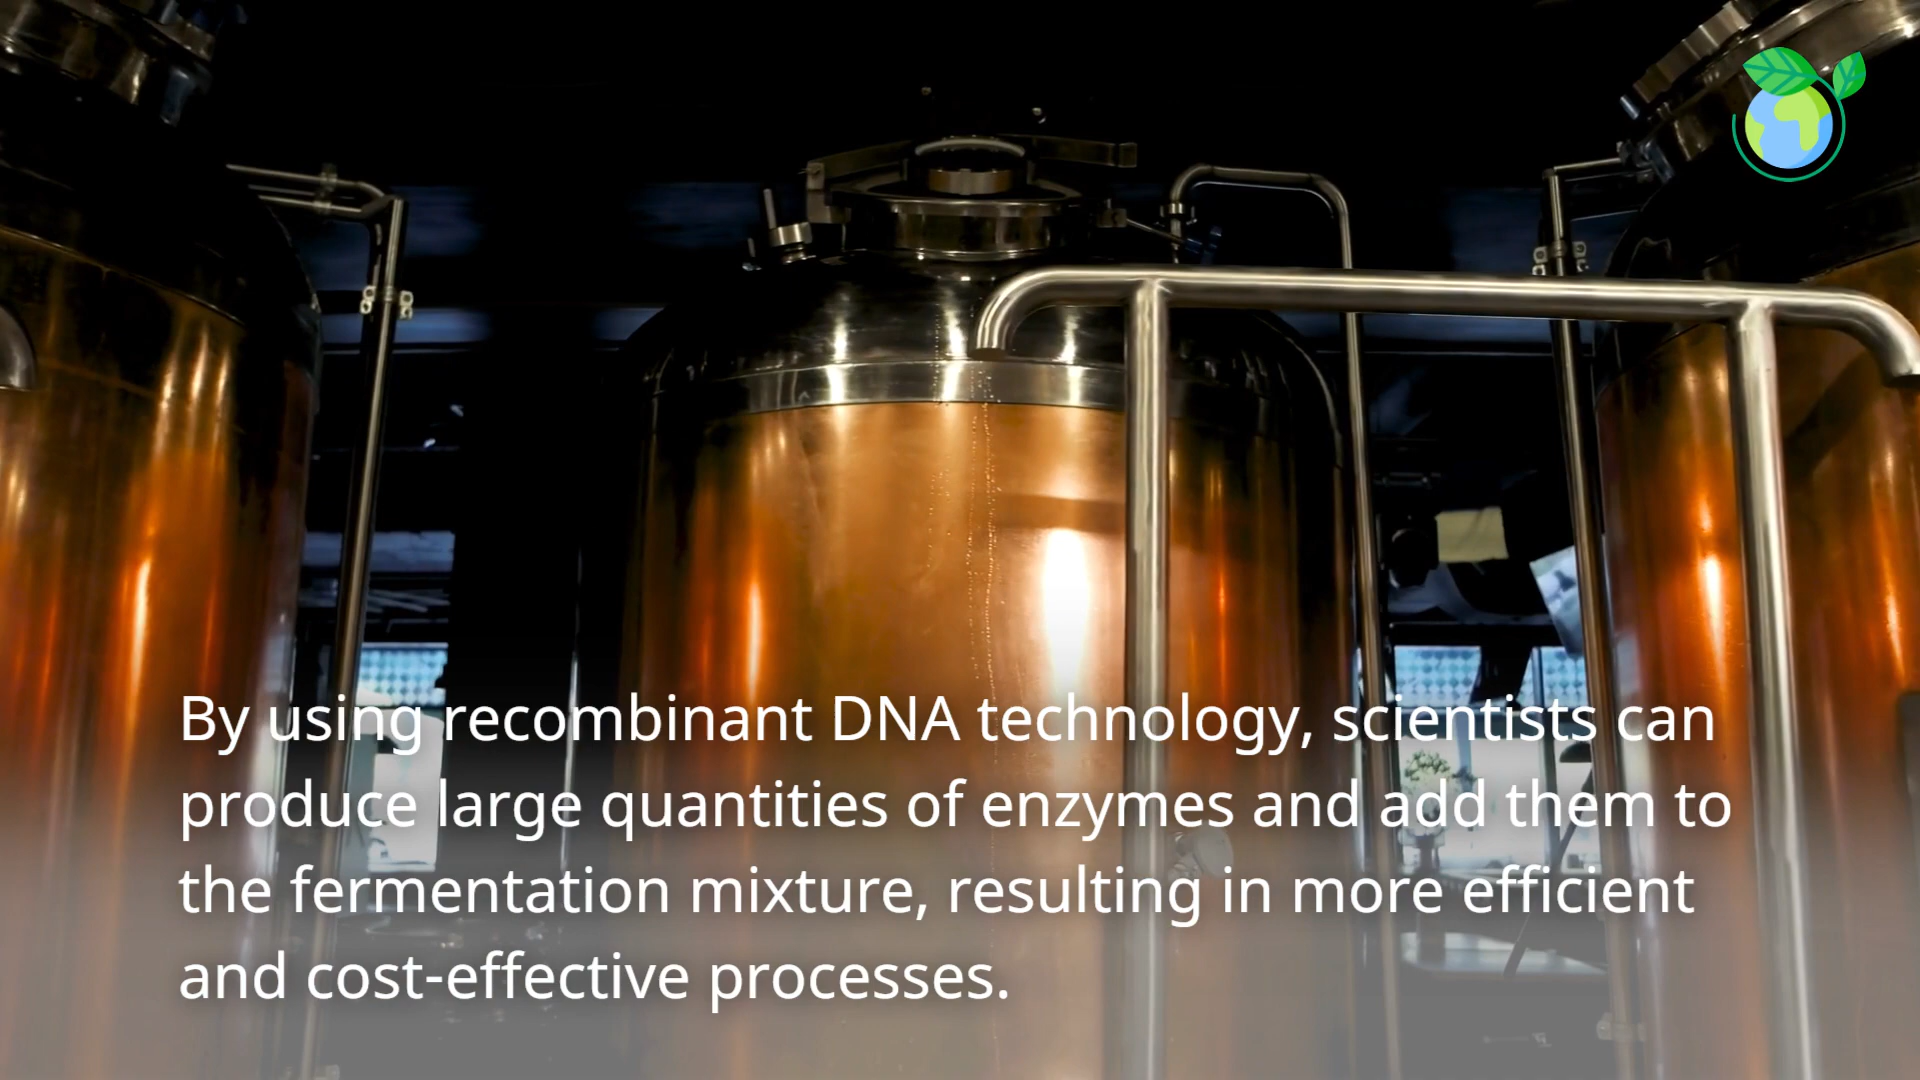 By using recombinant DNA technology, scientists can
produce large quantities of enzymes and add them to
the fermentation mixture, resulting in more efficient
and cost-effective processes.